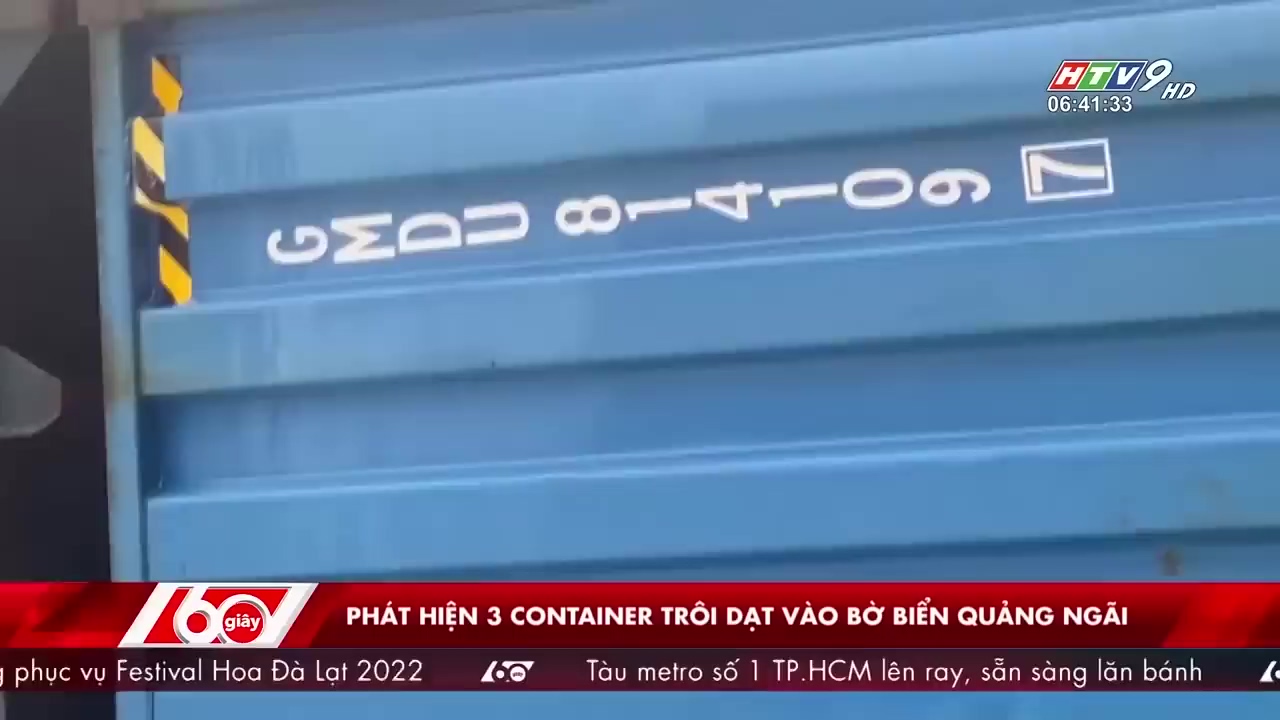 HTV9 HD
06:41:33
GMDU 814109 7
60 giây
PHÁT HIỆN 3 CONTAINER TRÔI DẠT VÀO BỜ BIỂN QUẢNG NGÃI
phục vụ Festival Hoa Đà Lạt 2022 60 giây Tàu metro số 1 TP.HCM lên ray, sẵn sàng lăn bánh